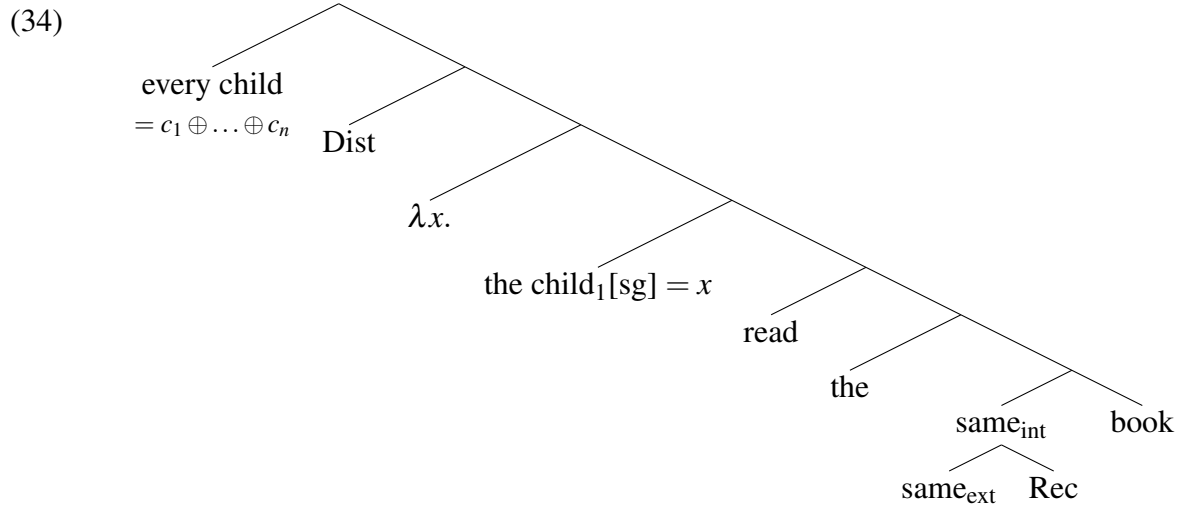 (34)
every child
= c₁ ⊕ … ⊕ cₙ
Dist
λx.
the child₁[sg] = x
read
the
same_int
book
same_ext
Rec